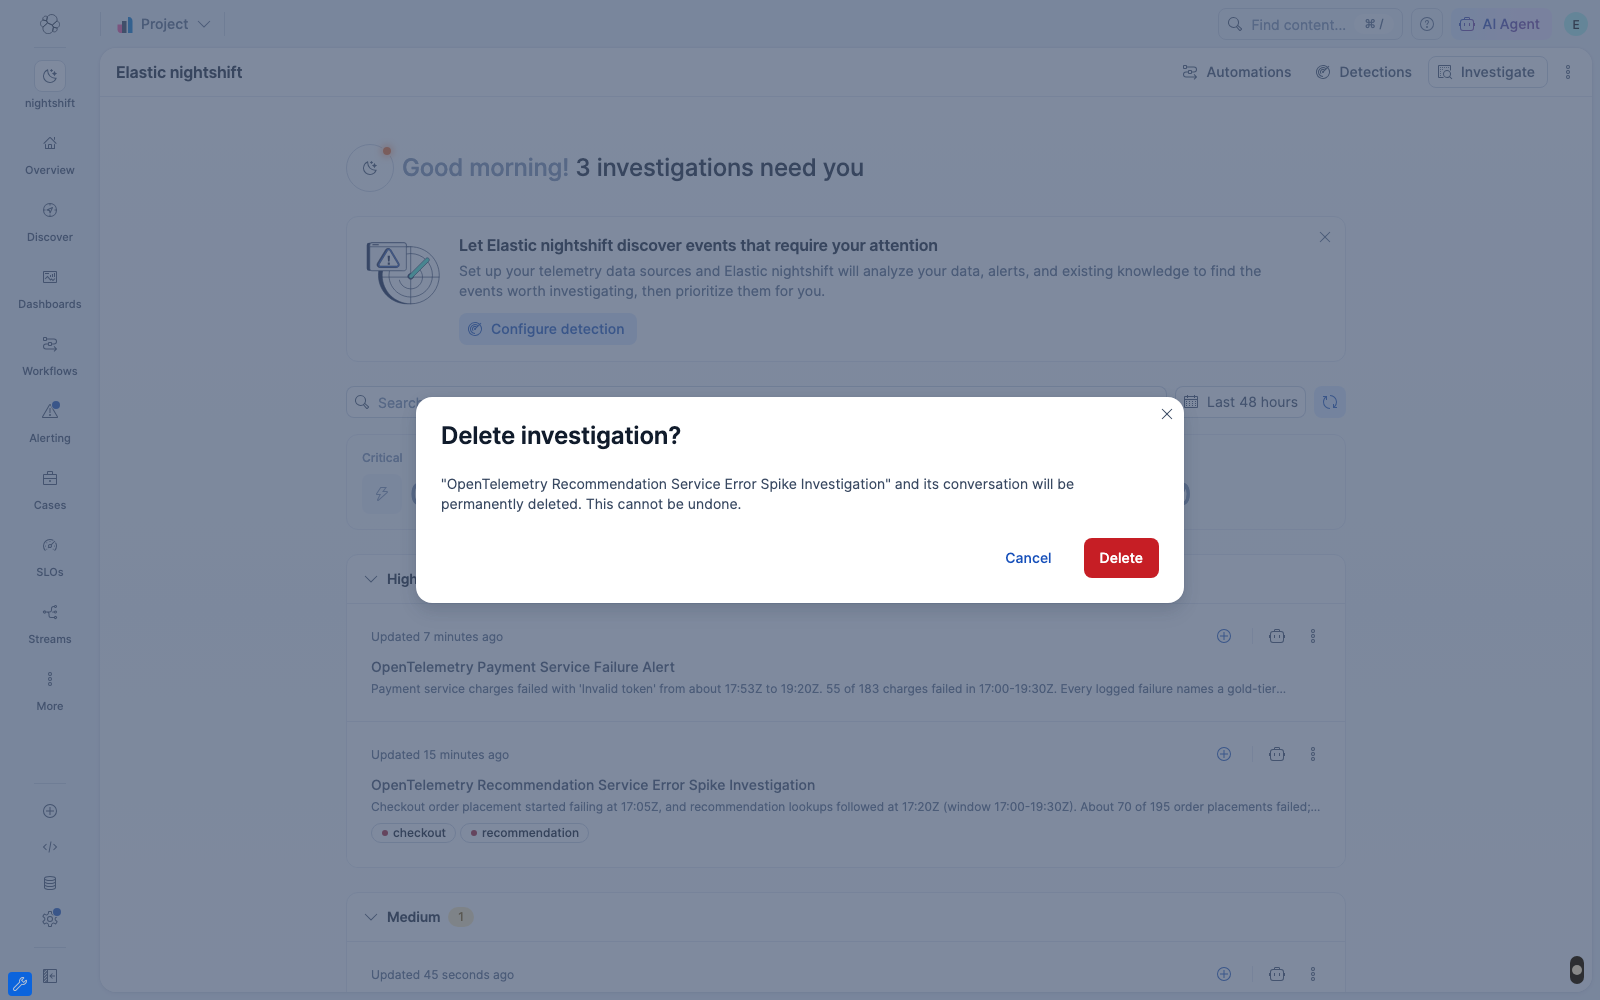 Project
Find content...
⌘ /
AI Agent
E
Elastic nightshift
Automations
Detections
Investigate
nightshift
Overview
Discover
Dashboards
Workflows
Alerting
Cases
SLOs
Streams
More
Good morning! 3 investigations need you
Let Elastic nightshift discover events that require your attention
Set up your telemetry data sources and Elastic nightshift will analyze your data, alerts, and existing knowledge to find the
events worth investigating, then prioritize them for you.
Configure detection
Last 48 hours
Critical
Delete investigation?
"OpenTelemetry Recommendation Service Error Spike Investigation" and its conversation will be
permanently deleted. This cannot be undone.
Cancel
Delete
High
Updated 7 minutes ago
OpenTelemetry Payment Service Failure Alert
Payment service charges failed with 'Invalid token' from about 17:53Z to 19:20Z. 55 of 183 charges failed in 17:00-19:30Z. Every logged failure names a gold-tier...
Updated 15 minutes ago
OpenTelemetry Recommendation Service Error Spike Investigation
Checkout order placement started failing at 17:05Z, and recommendation lookups followed at 17:20Z (window 17:00-19:30Z). About 70 of 195 order placements failed;...
checkout
recommendation
Medium
1
Updated 45 seconds ago